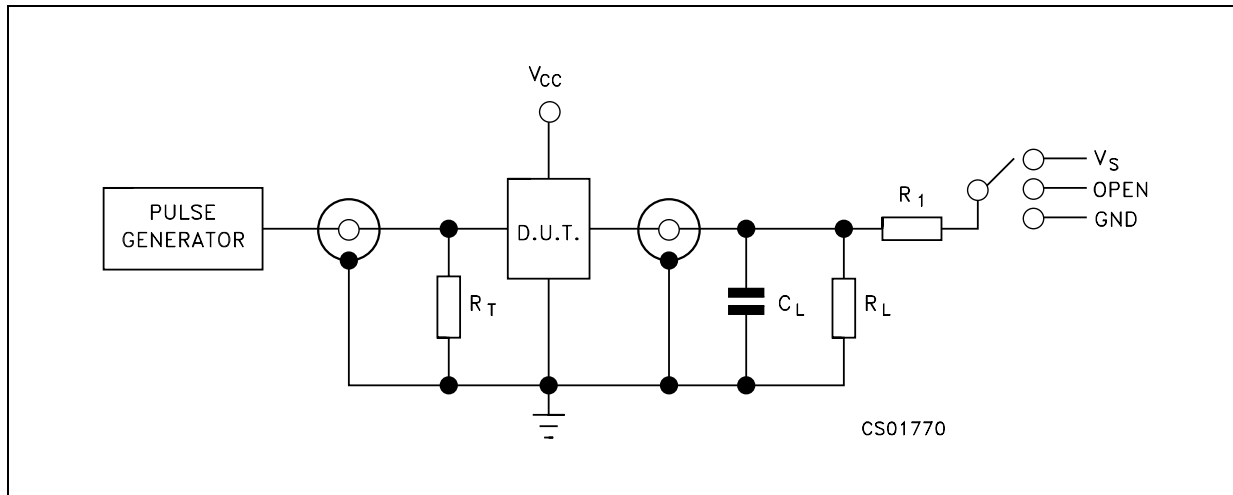 VCC
PULSE
GENERATOR
D.U.T.
RT
CL
RL
R1
VS
OPEN
GND
CS01770